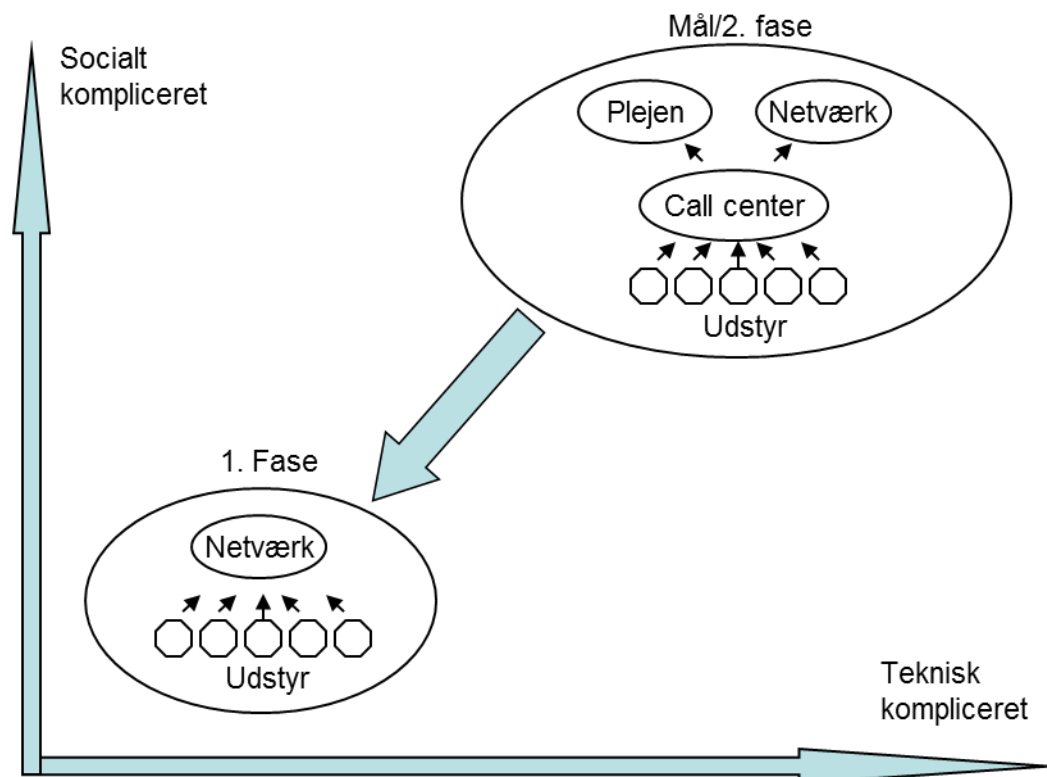 Mål/2. fase
Socialt
kompliceret
Plejen
Netværk
Call center
Udstyr
1. Fase
Netværk
Udstyr
Teknisk
kompliceret